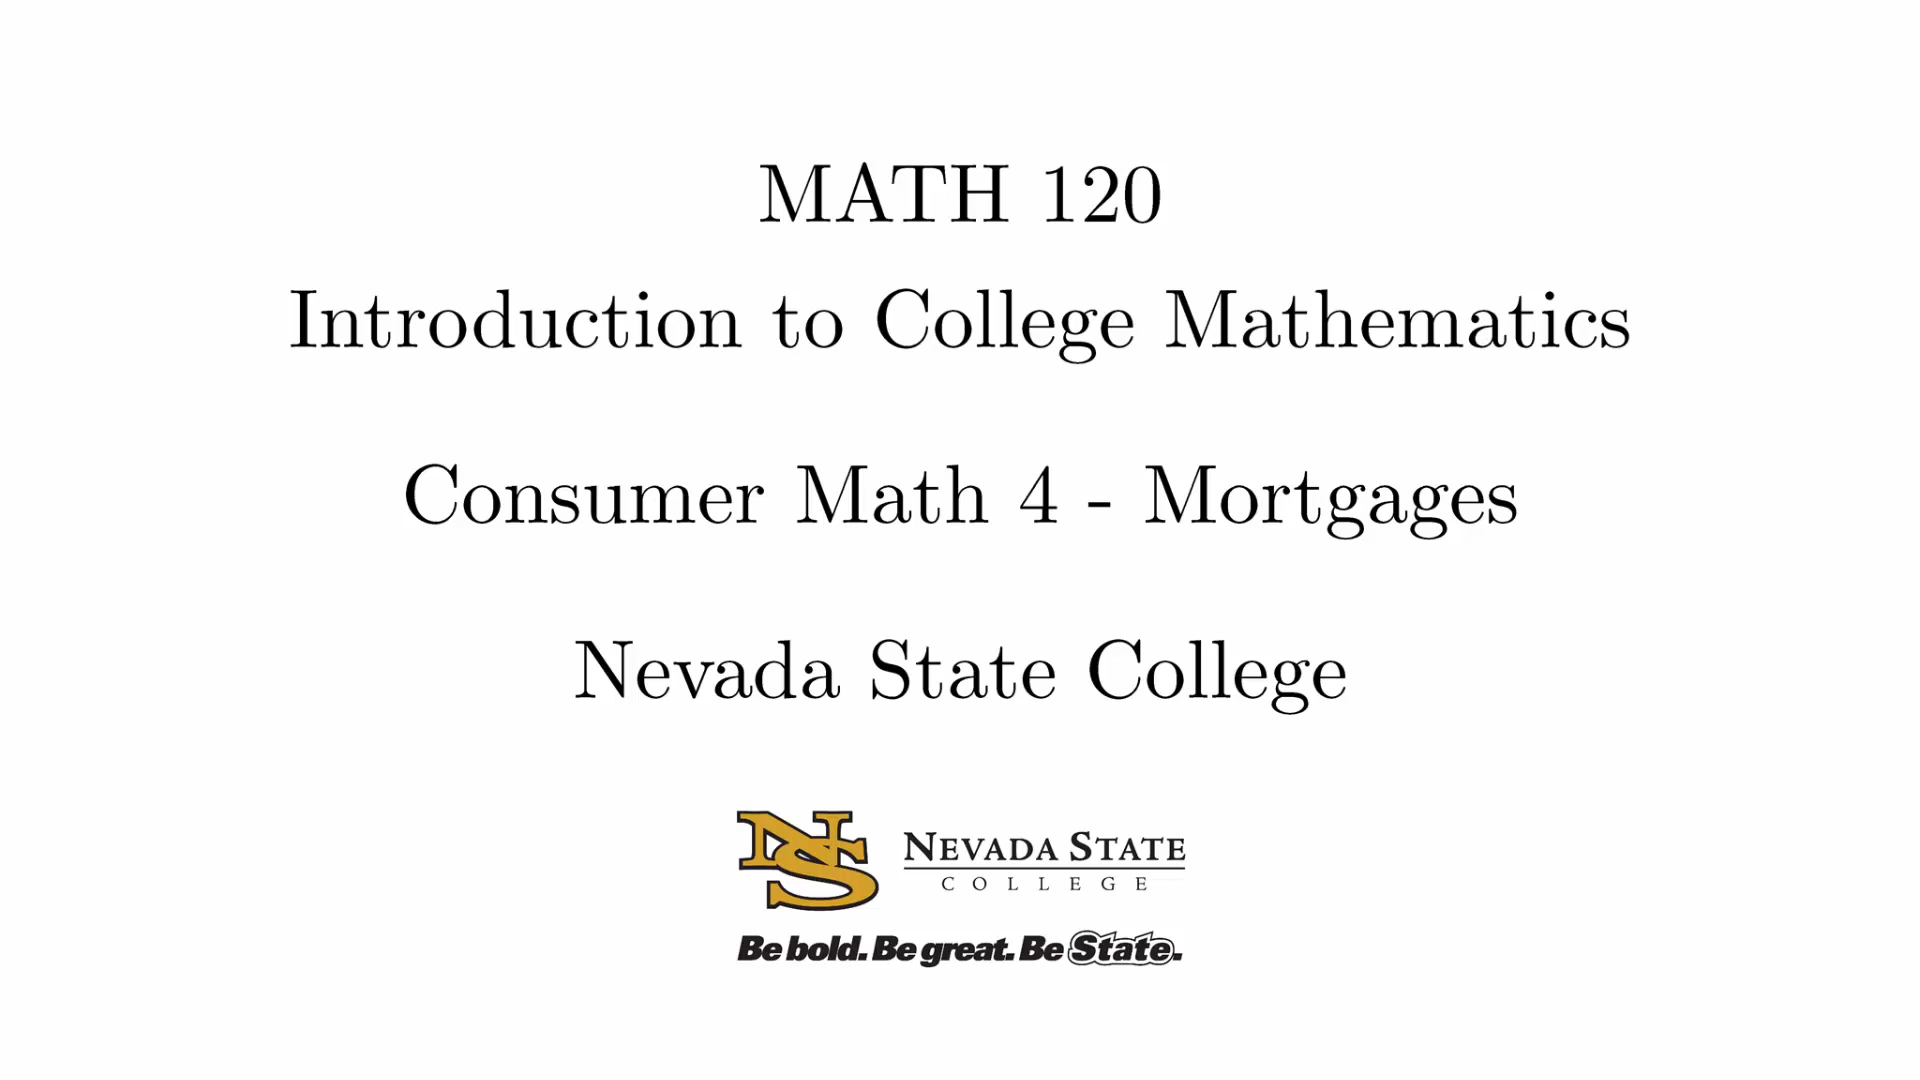 MATH 120
Introduction to College Mathematics
Consumer Math 4 - Mortgages
Nevada State College
NS
NEVADA STATE
COLLEGE
Be bold. Be great. Be State.